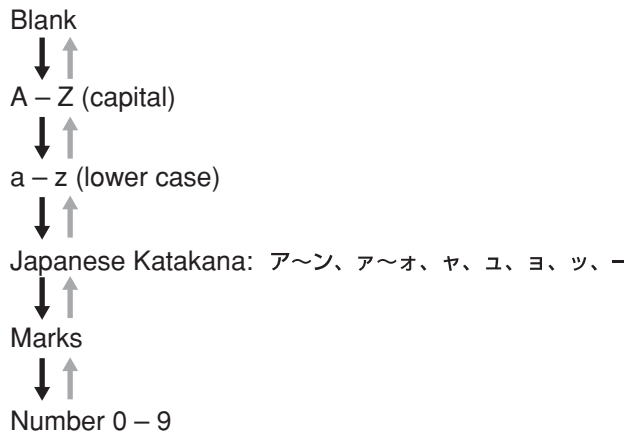 Blank
A – Z (capital)
a – z (lower case)
Japanese Katakana: ア〜ン、ァ〜ォ、ャ、ュ、ョ、ッ、ー
Marks
Number 0 – 9